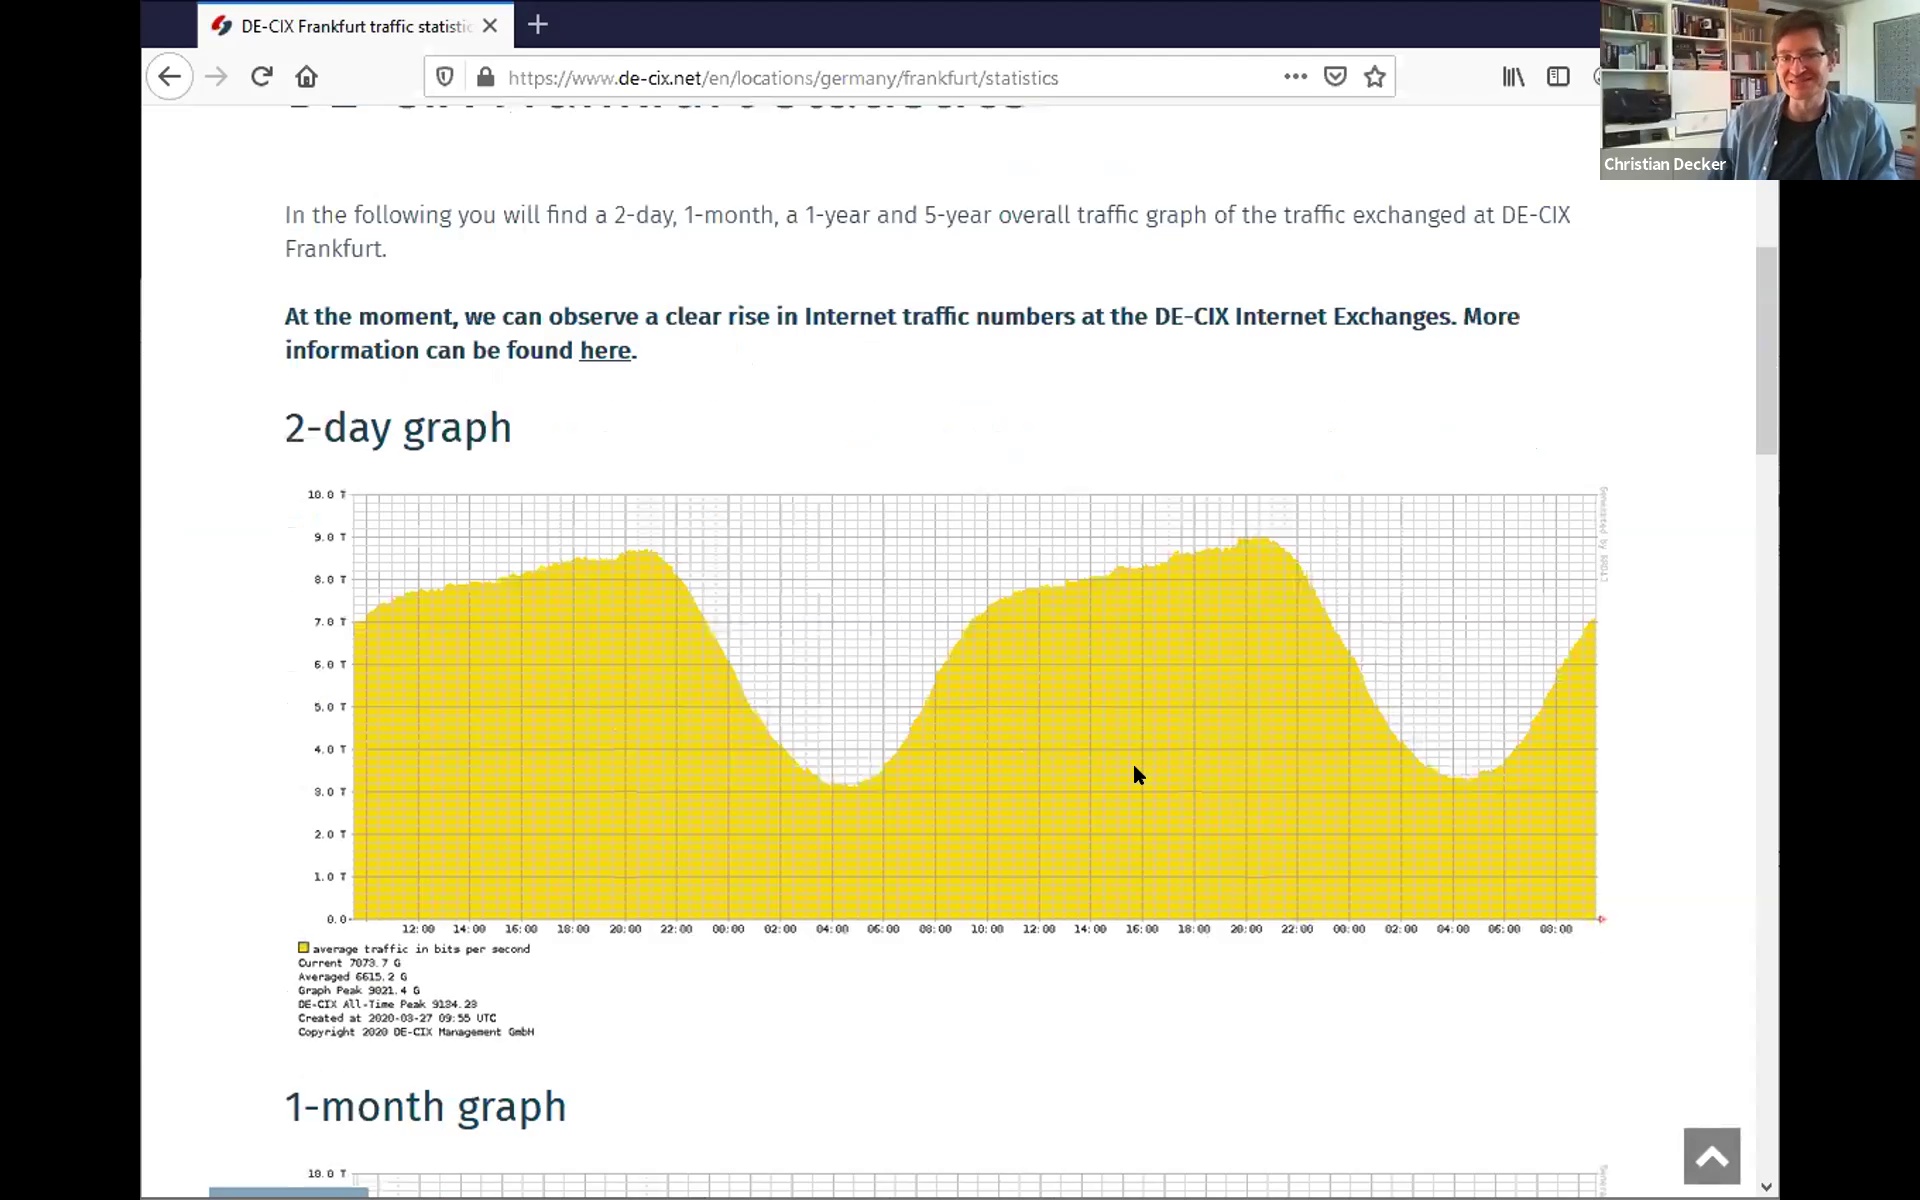 DE-CIX Frankfurt traffic statistic
https://www.de-cix.net/en/locations/germany/frankfurt/statistics
Christian Decker
In the following you will find a 2-day, 1-month, a 1-year and 5-year overall traffic graph of the traffic exchanged at DE-CIX
Frankfurt.
At the moment, we can observe a clear rise in Internet traffic numbers at the DE-CIX Internet Exchanges. More
information can be found here.
2-day graph
10.0 T
9.0 T
8.0 T
7.0 T
6.0 T
5.0 T
4.0 T
3.0 T
2.0 T
1.0 T
0.0
12:00 14:00 16:00 18:00 20:00 22:00 00:00 02:00 04:00 06:00 08:00 10:00 12:00 14:00 16:00 18:00 20:00 22:00 00:00 02:00 04:00 06:00 08:00
average traffic in bits per second
Current 7073.7 G
Averaged 6615.2 G
Graph Peak 9021.4 G
DE-CIX All-Time Peak 9134.23
Created at 2020-03-27 09:55 UTC
Copyright 2020 DE-CIX Management GmbH
1-month graph
10.0 T